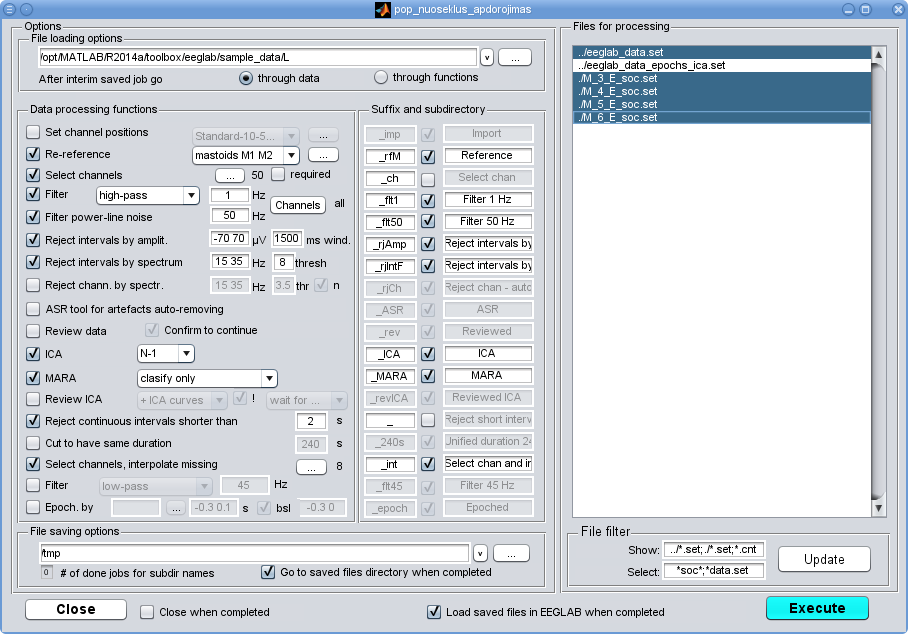 pop_nuoseklus_apdorojimas
Options
File loading options
/opt/MATLAB/R2014a/toolbox/eeglab/sample_data/L v ...
After interim saved job go through data through functions
Data processing functions
Set channel positions Standard-10-5... ...
Re-reference mastoids M1 M2 ...
Select channels ... 50 required
Filter high-pass 1 Hz Channels all
Filter power-line noise 50 Hz
Reject intervals by amplit. -70 70 µV 1500 ms wind.
Reject intervals by spectrum 15 35 Hz 8 thresh
Reject chann. by spectr. 15 35 Hz 3.5 thr n
ASR tool for artefacts auto-removing
Review data Confirm to continue
ICA N-1
MARA clasify only
Review ICA + ICA curves ! wait for ...
Reject continuous intervals shorter than 2 s
Cut to have same duration 240 s
Select channels, interpolate missing ... 8
Filter low-pass 45 Hz
Epoch. by ... -0.3 0.1 s bsl -0.3 0
Suffix and subdirectory
_imp Import
_rfM Reference
_ch Select chan
_flt1 Filter 1 Hz
_flt50 Filter 50 Hz
_rjAmp Reject intervals by
_rjIntF Reject intervals by
_rjCh Reject chan - auto
_ASR ASR
_rev Reviewed
_ICA ICA
_MARA MARA
_revICA Reviewed ICA
_ Reject short interv
_240s Unified duration 24
_int Select chan and in
_flt45 Filter 45 Hz
_epoch Epoched
File saving options
/tmp v ...
0 # of done jobs for subdir names Go to saved files directory when completed
Files for processing
../eeglab_data.set
../eeglab_data_epochs_ica.set
./M_3_E_soc.set
./M_4_E_soc.set
./M_5_E_soc.set
./M_6_E_soc.set
File filter
Show: ../*.set;./*.set;*.cnt
Select: *soc*;*data.set
Update
Close Close when completed Load saved files in EEGLAB when completed Execute